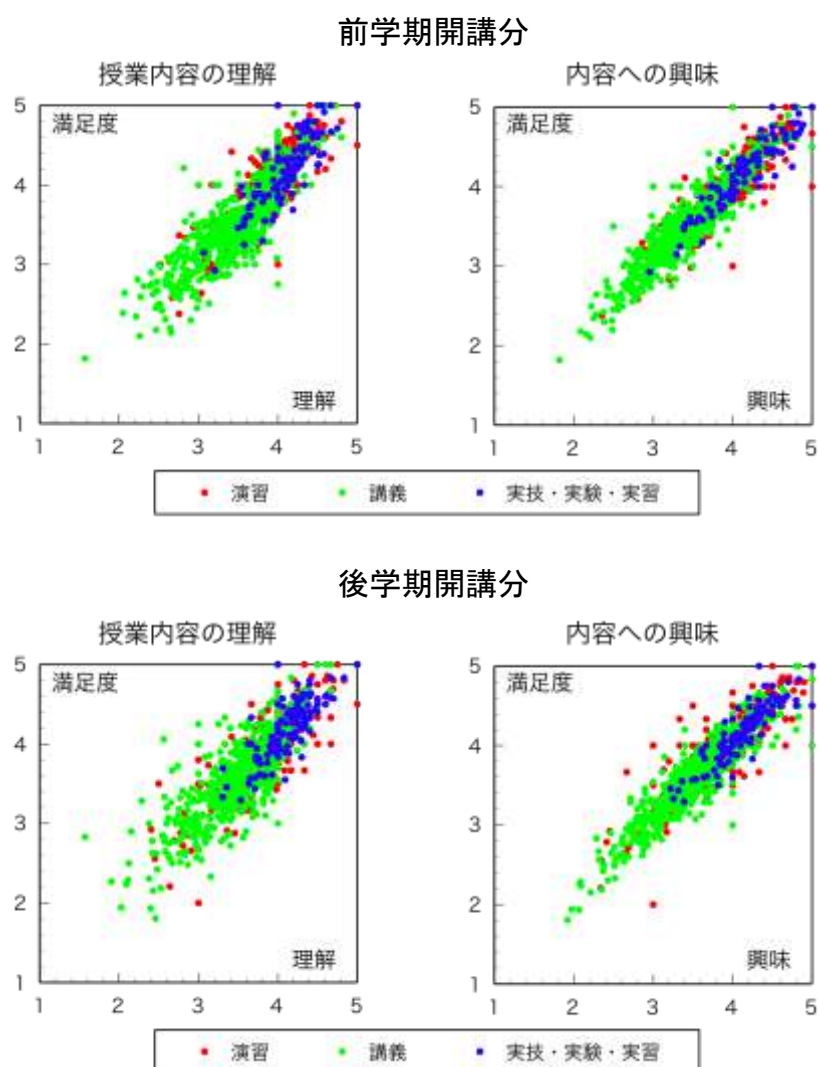 前学期開講分
授業内容の理解 内容への興味
5 満足度 5 満足度
4 4
3 3
2 2
理解 興味
1 1
1 2 3 4 5 1 2 3 4 5
演習 講義 実技・実験・実習
後学期開講分
授業内容の理解 内容への興味
5 満足度 5 満足度
4 4
3 3
2 2
理解 興味
1 1
1 2 3 4 5 1 2 3 4 5
演習 講義 実技・実験・実習